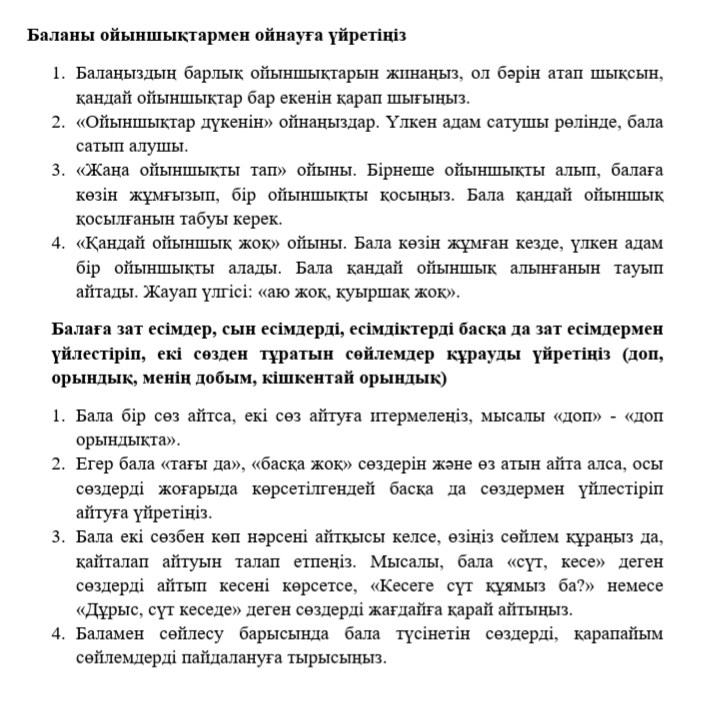 Баланы ойыншықтармен ойнауға үйретіңіз
1. Балаңыздың барлық ойыншықтарын жинаңыз, ол бәрін атап шықсын,
қандай ойыншықтар бар екенін қарап шығыңыз.
2. «Ойыншықтар дүкенін» ойнаңыздар. Үлкен адам сатушы рөлінде, бала
сатып алушы.
3. «Жаңа ойыншықты тап» ойыны. Бірнеше ойыншықты алып, балаға
көзін жұмғызып, бір ойыншықты қосыңыз. Бала қандай ойыншық
қосылғанын табуы керек.
4. «Қандай ойыншық жоқ» ойыны. Бала көзін жұмған кезде, үлкен адам
бір ойыншықты алады. Бала қандай ойыншық алынғанын тауып
айтады. Жауап үлгісі: «аю жоқ, қуыршақ жоқ».
Балаға зат есімдер, сын есімдерді, есімдіктерді басқа да зат есімдермен
үйлестіріп, екі сөзден тұратын сөйлемдер құрауды үйретіңіз (доп,
орындық, менің добым, кішкентай орындық)
1. Бала бір сөз айтса, екі сөз айтуға итермелеңіз, мысалы «доп» - «доп
орындықта».
2. Егер бала «тағы да», «басқа жоқ» сөздерін және өз атын айта алса, осы
сөздерді жоғарыда көрсетілгендей басқа да сөздермен үйлестіріп
айтуға үйретіңіз.
3. Бала екі сөзбен көп нәрсені айтқысы келсе, өзіңіз сөйлем құраңыз да,
қайталап айтуын талап етпеңіз. Мысалы, бала «сүт, кесе» деген
сөздерді айтып кесені көрсетсе, «Кесеге сүт құямыз ба?» немесе
«Дұрыс, сүт кеседе» деген сөздерді жағдайға қарай айтыңыз.
4. Баламен сөйлесу барысында бала түсінетін сөздерді, қарапайым
сөйлемдерді пайдалануға тырысыңыз.